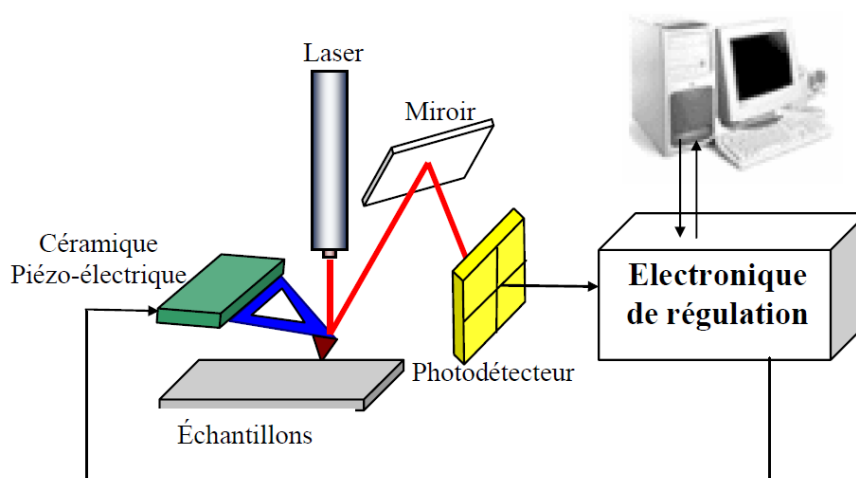 Laser
Miroir
Céramique
Piézo-électrique
Electronique
de régulation
Photodétecteur
Échantillons